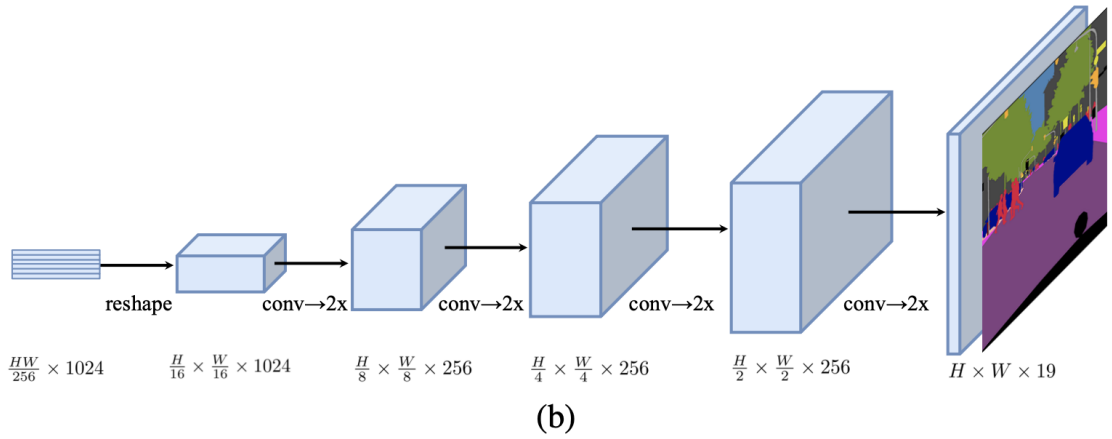 reshape conv→2x conv→2x conv→2x conv→2x
HW/256 × 1024 H/16 × W/16 × 1024 H/8 × W/8 × 256 H/4 × W/4 × 256 H/2 × W/2 × 256 H × W × 19
(b)